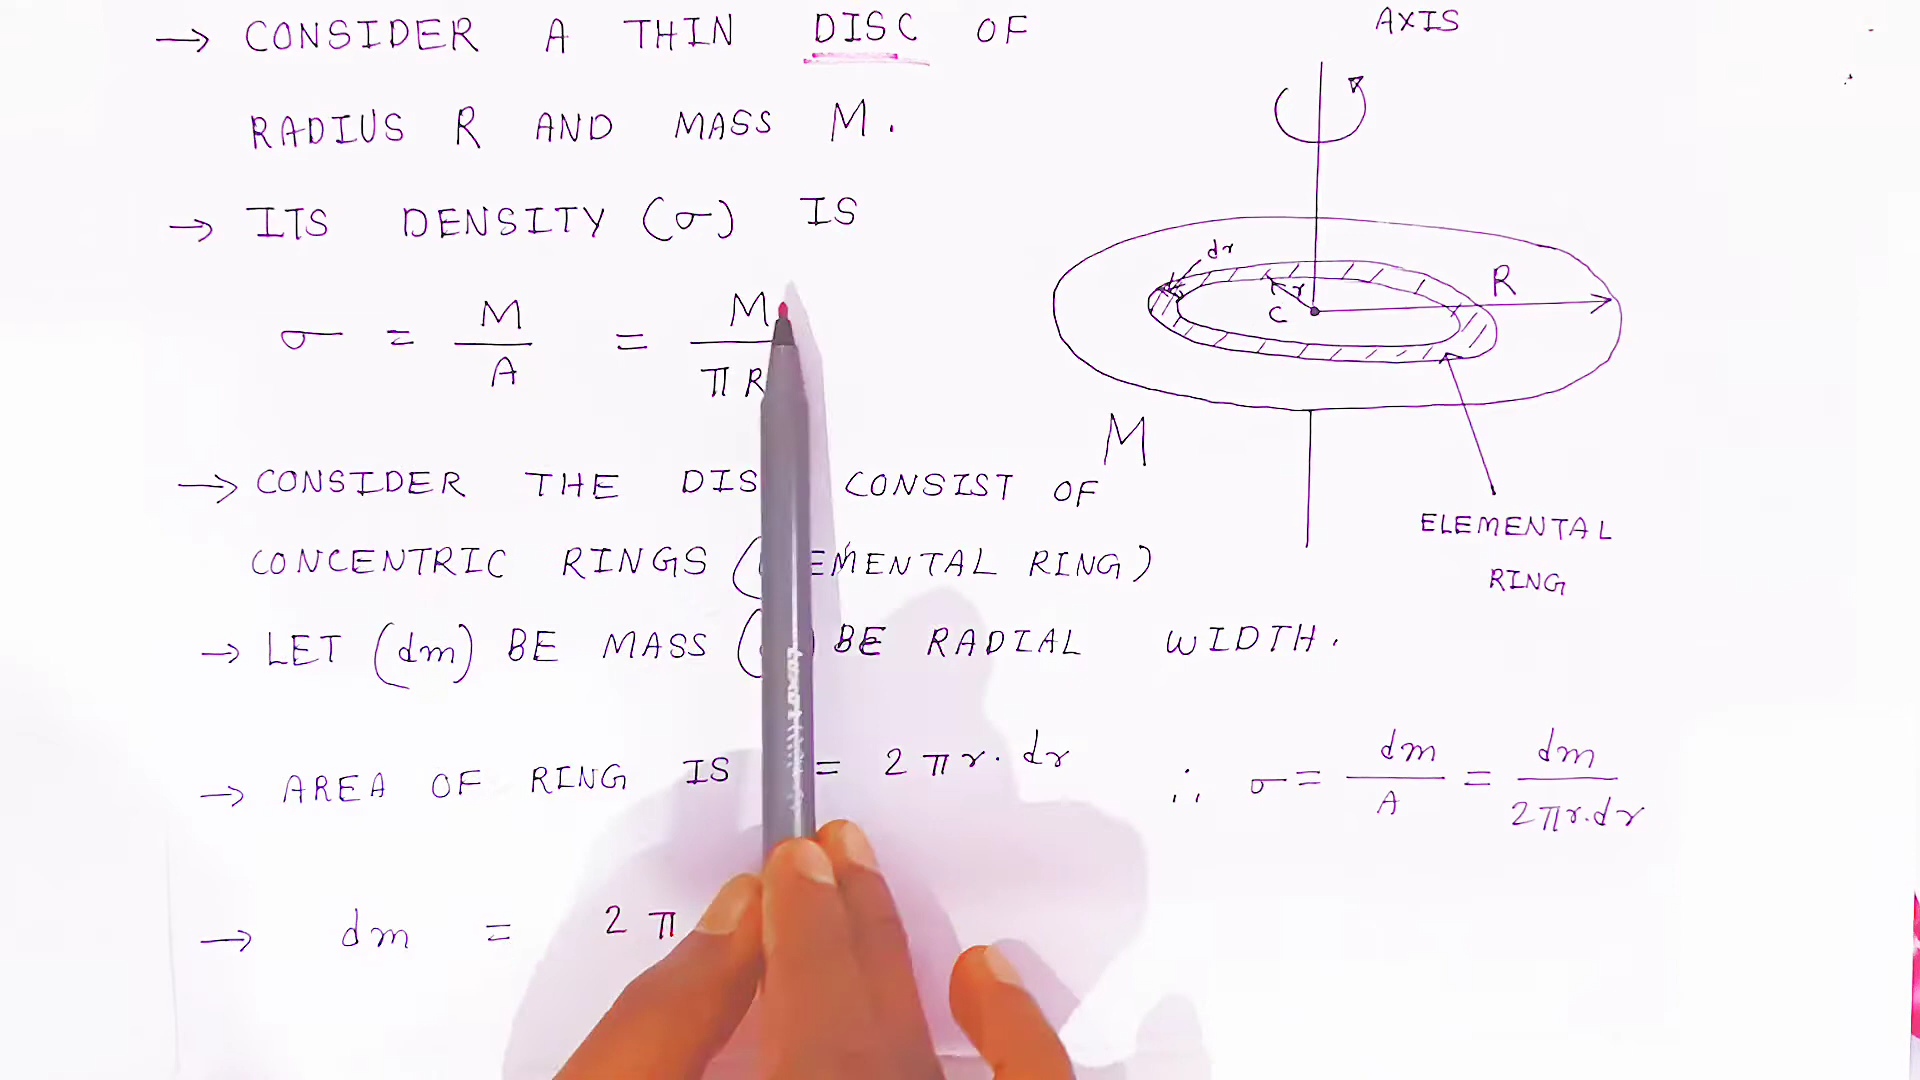 → CONSIDER A THIN DISC OF
RADIUS R AND MASS M.
→ ITS DENSITY (σ) IS
σ = M/A = M/πR
→ CONSIDER THE DIS CONSIST OF
CONCENTRIC RINGS ( EMENTAL RING)
→ LET (dm) BE MASS ( ) BE RADIAL WIDTH.
→ AREA OF RING IS = 2πr.dr ∴ σ = dm/A = dm/2πr.dr
→ dm = 2π
AXIS
dr
r
R
C
M
ELEMENTAL
RING